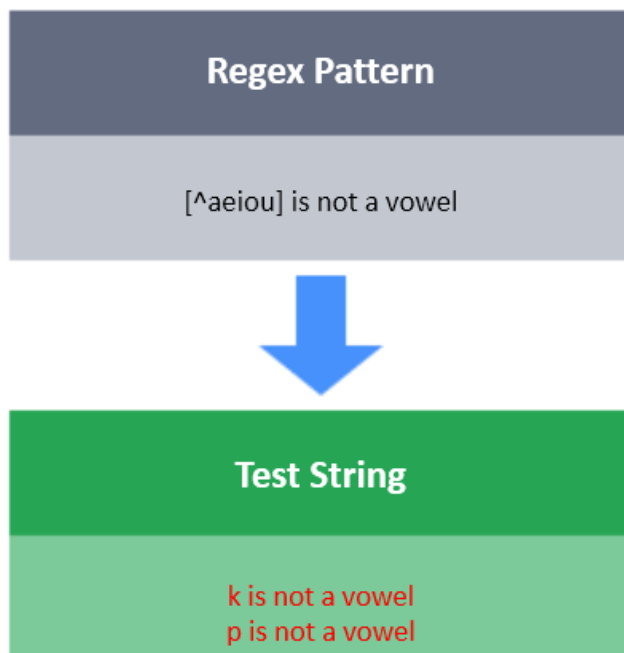 Regex Pattern
[^aeiou] is not a vowel
Test String
k is not a vowel
p is not a vowel